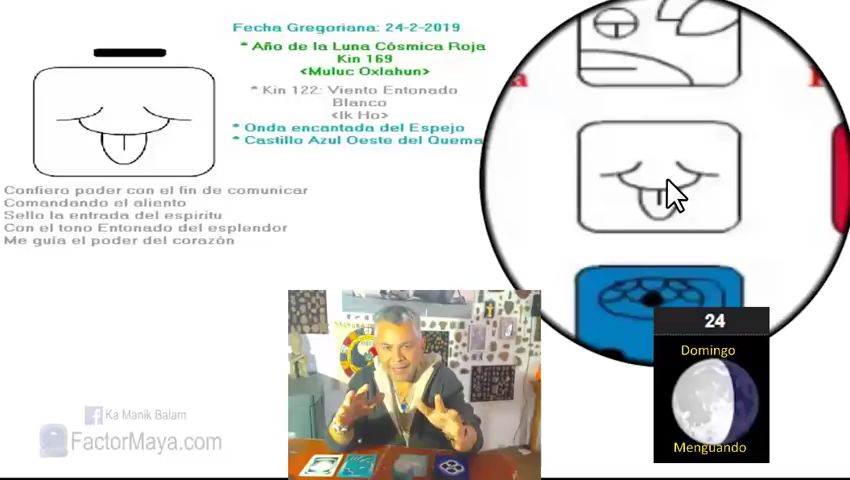 Fecha Gregoriana: 24-2-2019
* Año de la Luna Cósmica Roja
Kin 169
<Muluc Oxlahun>
* Kin 122: Viento Entonado
Blanco
<Ik Ho>
* Onda encantada del Espejo
* Castillo Azul Oeste del Quema
Confiero poder con el fin de comunicar
Comandando el aliento
Sello la entrada del espiritu
Con el tono Entonado del esplendor
Me guía el poder del corazón
24
Domingo
Menguando
Ka Manik Balam
FactorMaya.com